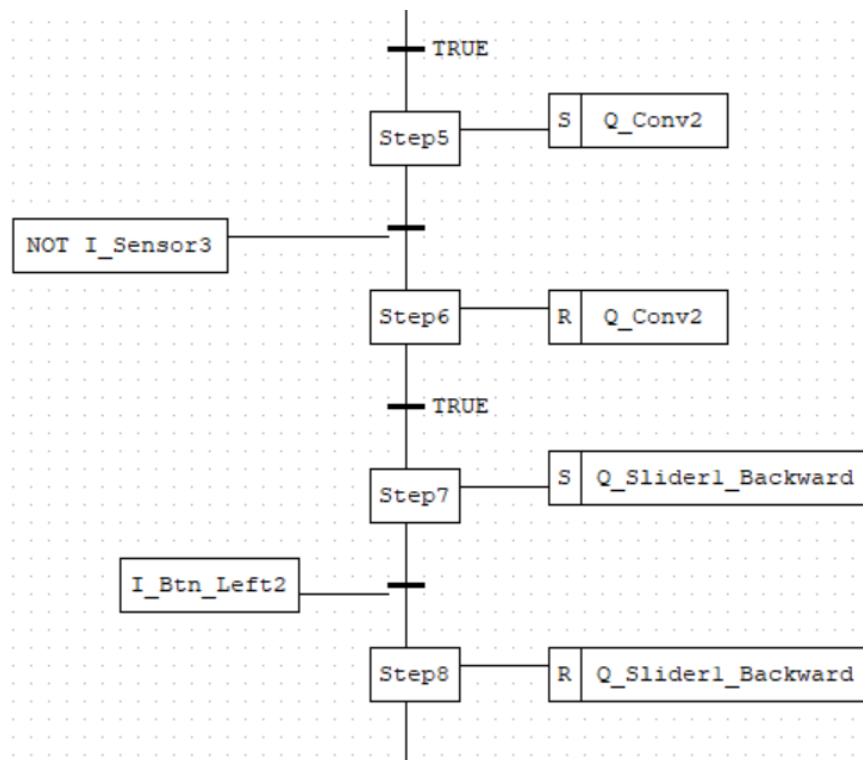 TRUE
Step5
S Q_Conv2
NOT I_Sensor3
Step6
R Q_Conv2
TRUE
Step7
S Q_Slider1_Backward
I_Btn_Left2
Step8
R Q_Slider1_Backward